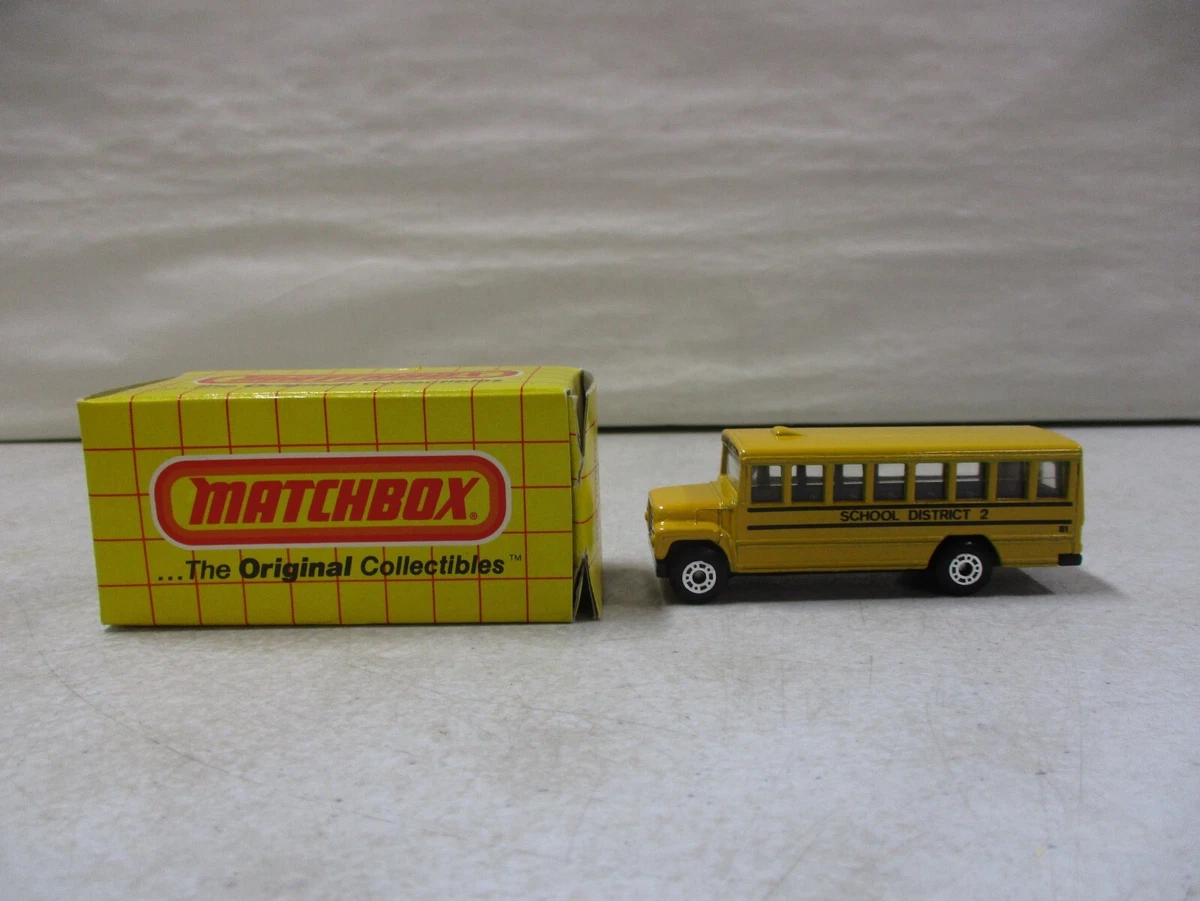 MATCHBOX®
...The Original Collectibles™
SCHOOL DISTRICT 2